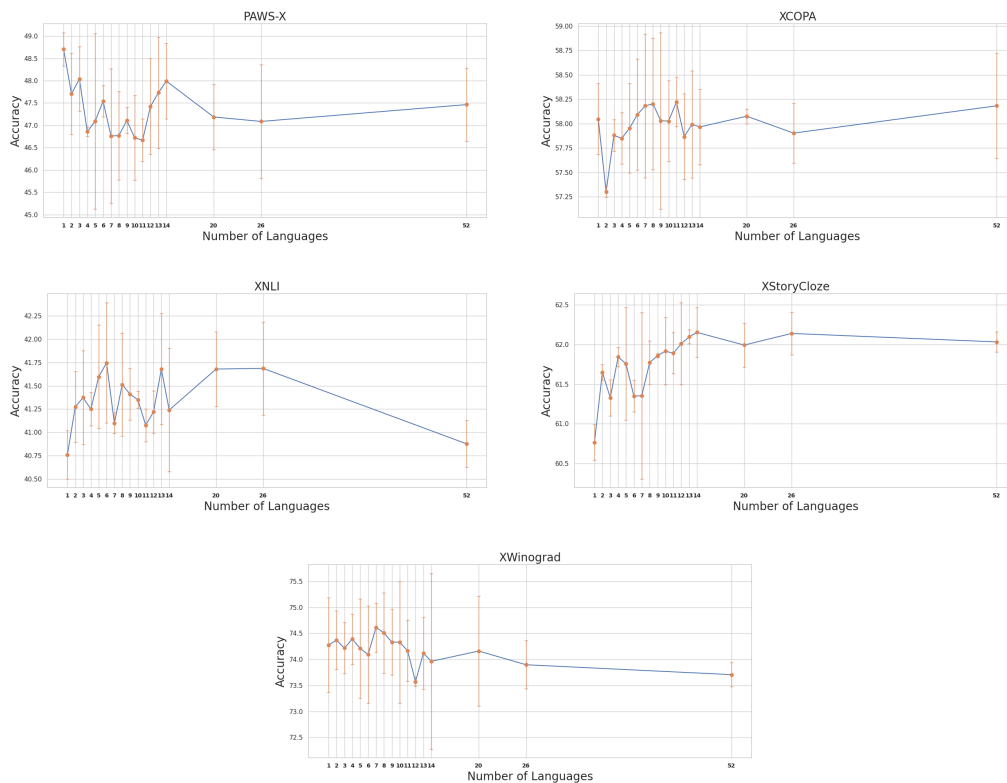 PAWS-X
49.0
48.5
48.0
47.5
47.0
46.5
46.0
45.5
45.0
Accuracy
1 2 3 4 5 6 7 8 9 10 11 12 13 14 20 26 52
Number of Languages
XCOPA
59.00
58.75
58.50
58.25
58.00
57.75
57.50
57.25
Accuracy
1 2 3 4 5 6 7 8 9 10 11 12 13 14 20 26 52
Number of Languages
XNLI
42.25
42.00
41.75
41.50
41.25
41.00
40.75
40.50
Accuracy
1 2 3 4 5 6 7 8 9 10 11 12 13 14 20 26 52
Number of Languages
XStoryCloze
62.5
62.0
61.5
61.0
60.5
Accuracy
1 2 3 4 5 6 7 8 9 10 11 12 13 14 20 26 52
Number of Languages
XWinograd
75.5
75.0
74.5
74.0
73.5
73.0
72.5
Accuracy
1 2 3 4 5 6 7 8 9 10 11 12 13 14 20 26 52
Number of Languages